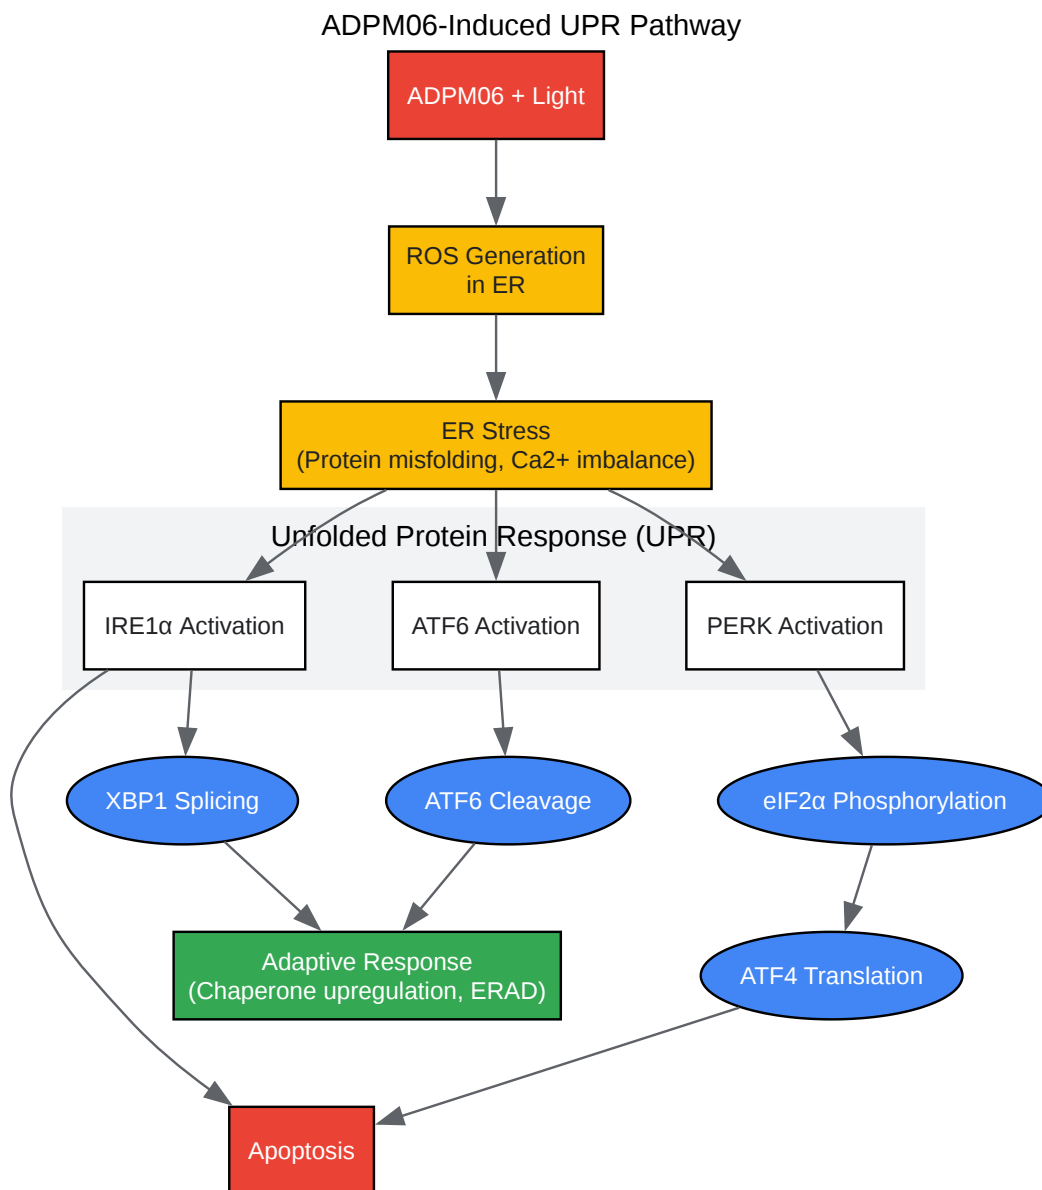 ADPM06-Induced UPR Pathway
ADPM06 + Light
ROS Generation
in ER
ER Stress
(Protein misfolding, Ca2+ imbalance)
Unfolded Protein Response (UPR)
IRE1α Activation
ATF6 Activation
PERK Activation
XBP1 Splicing
ATF6 Cleavage
eIF2α Phosphorylation
Adaptive Response
(Chaperone upregulation, ERAD)
ATF4 Translation
Apoptosis